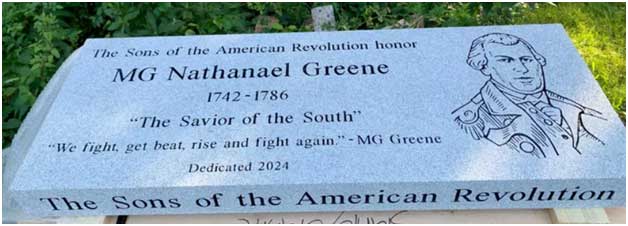 The Sons of the American Revolution honor
MG Nathanael Greene
1742-1786
"The Savior of the South"
"We fight, get beat, rise and fight again."-MG Greene
Dedicated 2024
The Sons of the American Revolution